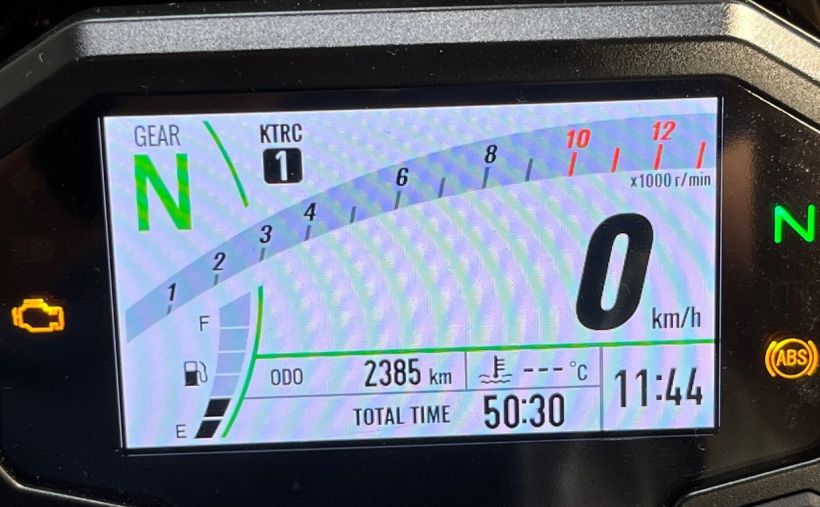 GEAR
N
KTRC
1
1 2 3 4 6 8 10 12
x1000 r/min
N
0 km/h
F
E
ODO 2385 km
--- °C
TOTAL TIME 50:30
11:44
ABS